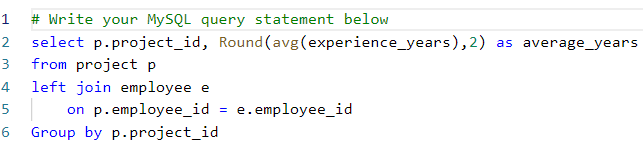 1 # Write your MySQL query statement below
2 select p.project_id, Round(avg(experience_years),2) as average_years
3 from project p
4 left join employee e
5     on p.employee_id = e.employee_id
6 Group by p.project_id